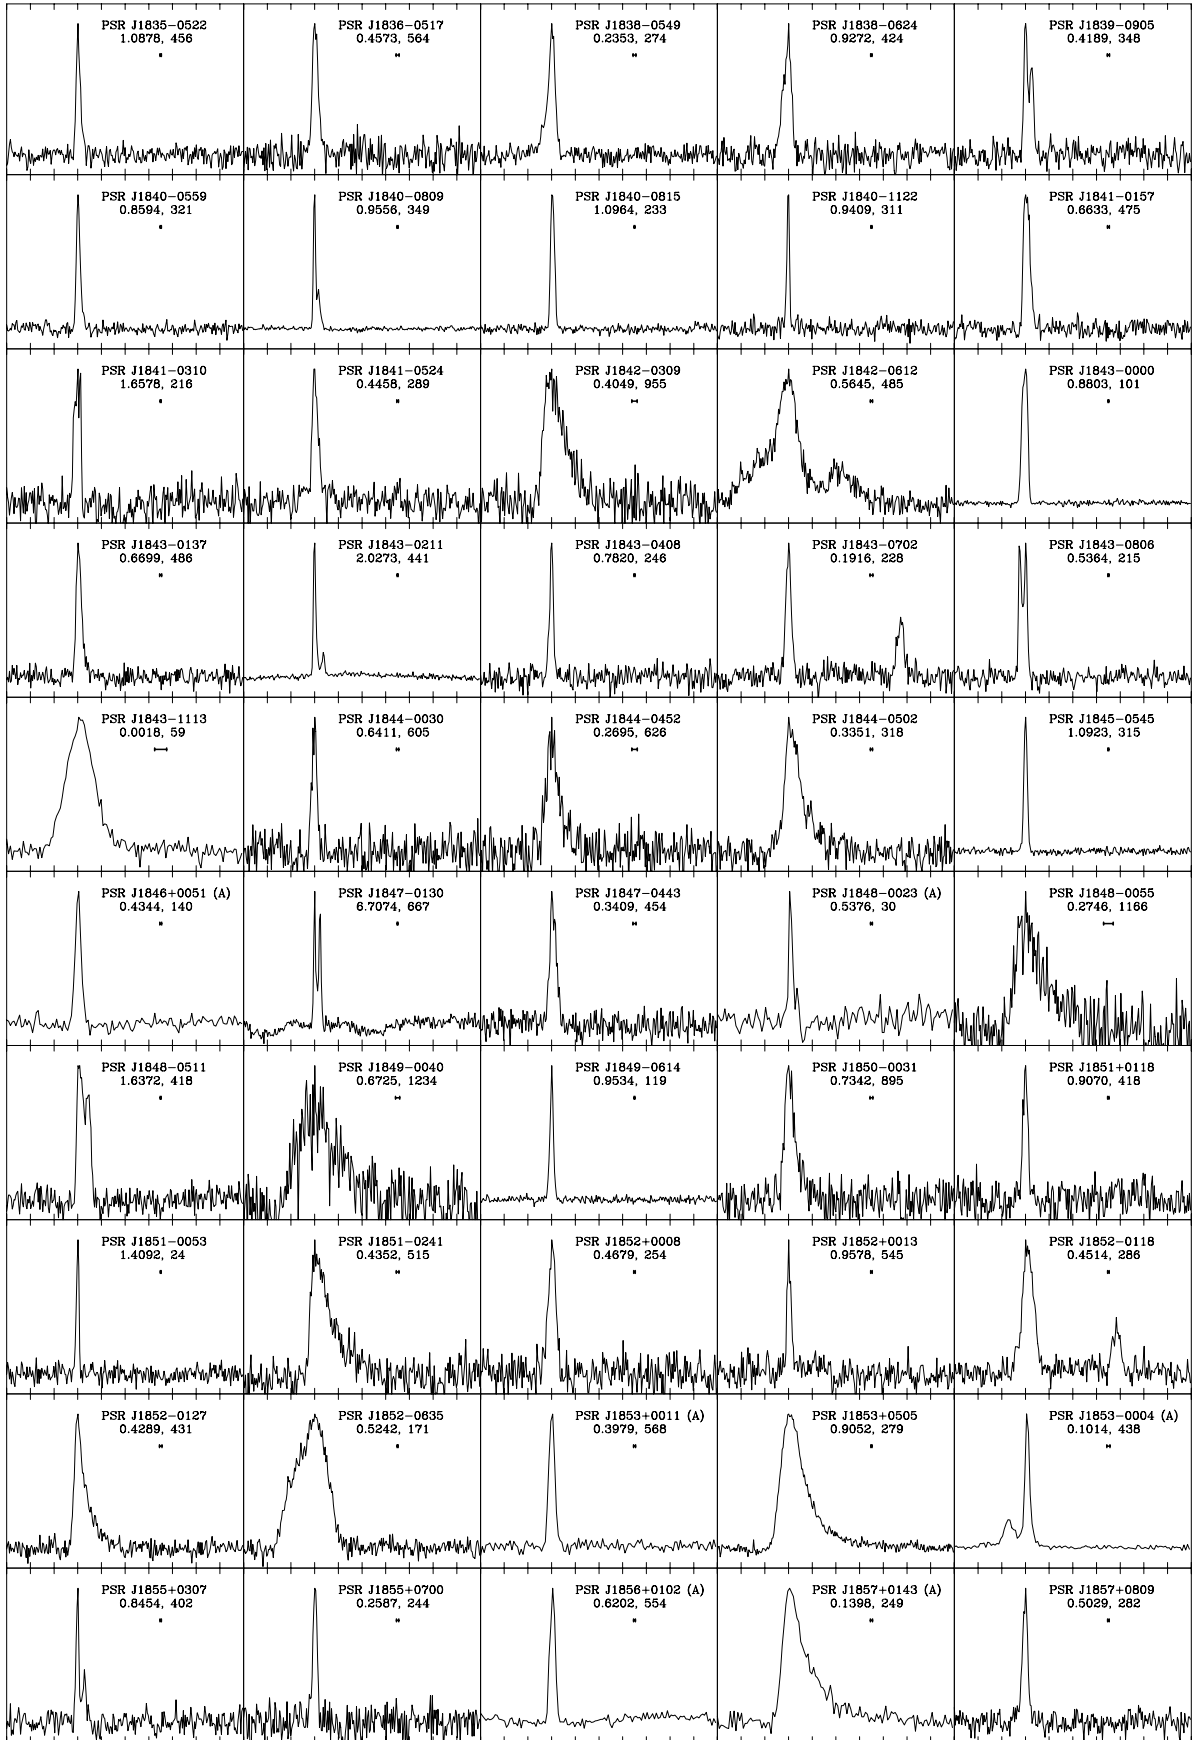 PSR J1835-0522
1.0878, 456
PSR J1836-0517
0.4573, 564
PSR J1838-0549
0.2353, 274
PSR J1838-0624
0.9272, 424
PSR J1839-0905
0.4189, 348
PSR J1840-0559
0.8594, 321
PSR J1840-0809
0.9556, 349
PSR J1840-0815
1.0964, 233
PSR J1840-1122
0.9409, 311
PSR J1841-0157
0.6633, 475
PSR J1841-0310
1.6578, 216
PSR J1841-0524
0.4458, 289
PSR J1842-0309
0.4049, 955
PSR J1842-0612
0.5645, 485
PSR J1843-0000
0.8803, 101
PSR J1843-0137
0.6699, 486
PSR J1843-0211
2.0273, 441
PSR J1843-0408
0.7820, 246
PSR J1843-0702
0.1916, 228
PSR J1843-0806
0.5364, 215
PSR J1843-1113
0.0018, 59
PSR J1844-0030
0.6411, 605
PSR J1844-0452
0.2695, 626
PSR J1844-0502
0.3351, 318
PSR J1845-0545
1.0923, 315
PSR J1846+0051 (A)
0.4344, 140
PSR J1847-0130
6.7074, 667
PSR J1847-0443
0.3409, 454
PSR J1848-0023 (A)
0.5376, 30
PSR J1848-0055
0.2746, 1166
PSR J1848-0511
1.6372, 418
PSR J1849-0040
0.6725, 1234
PSR J1849-0614
0.9534, 119
PSR J1850-0031
0.7342, 895
PSR J1851+0118
0.9070, 418
PSR J1851-0053
1.4092, 24
PSR J1851-0241
0.4352, 515
PSR J1852+0008
0.4679, 254
PSR J1852+0013
0.9578, 545
PSR J1852-0118
0.4514, 286
PSR J1852-0127
0.4289, 431
PSR J1852-0635
0.5242, 171
PSR J1853+0011 (A)
0.3979, 568
PSR J1853+0505
0.9052, 279
PSR J1853-0004 (A)
0.1014, 438
PSR J1855+0307
0.8454, 402
PSR J1855+0700
0.2587, 244
PSR J1856+0102 (A)
0.6202, 554
PSR J1857+0143 (A)
0.1398, 249
PSR J1857+0809
0.5029, 282